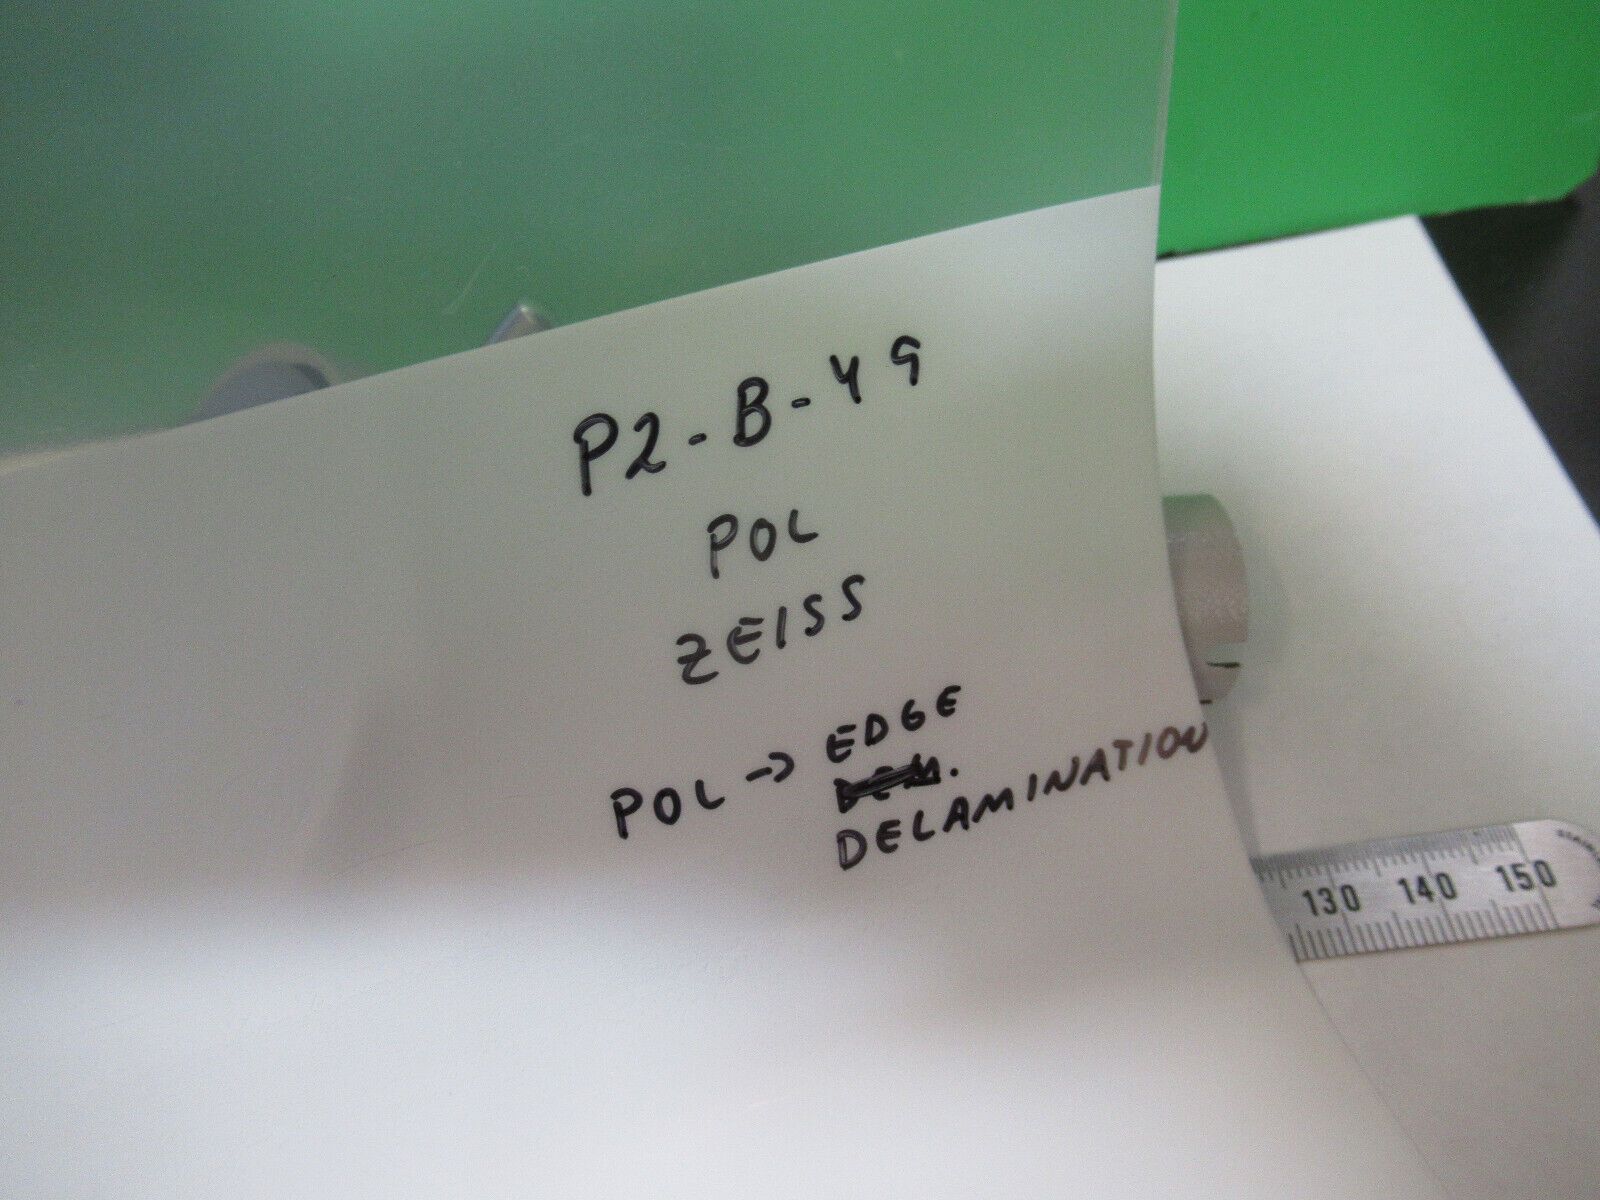 P2-B-49
POL
ZEISS
POL → EDGE
DELAMINATION
130 140 150